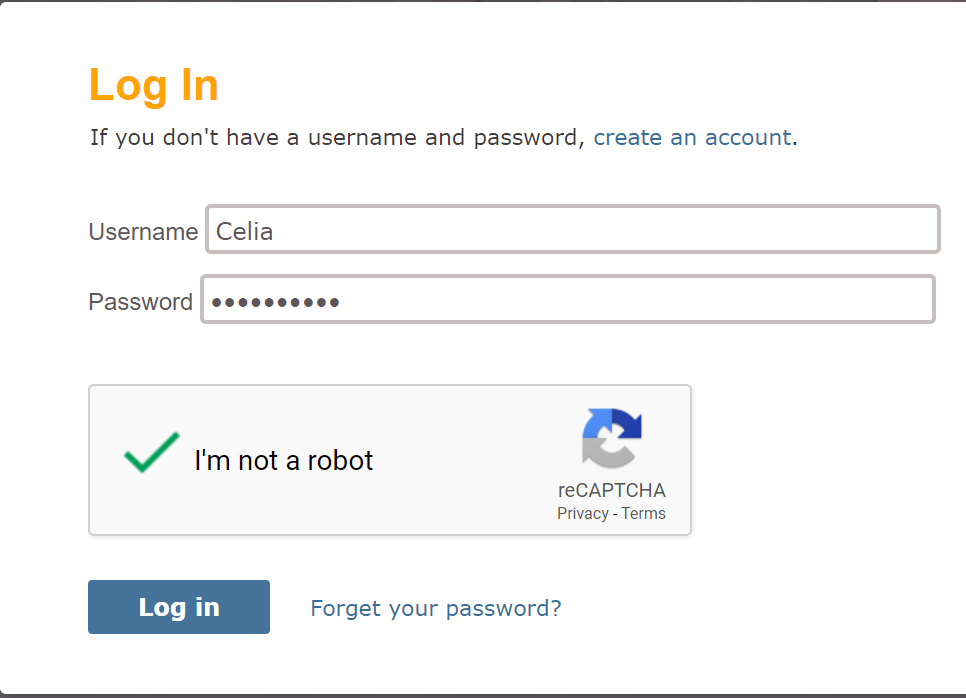 Log In
If you don't have a username and password, create an account.
Username Celia
Password ●●●●●●●●●●
I'm not a robot
reCAPTCHA
Privacy - Terms
Log in Forget your password?